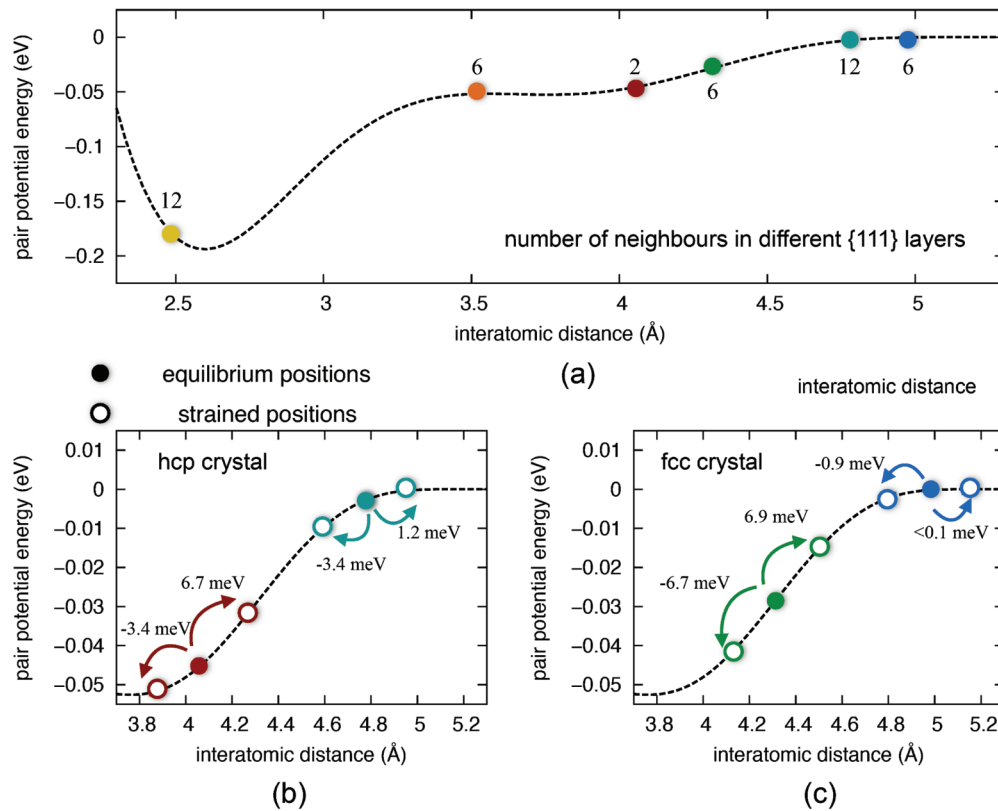 0
−0.05
−0.1
−0.15
−0.2
pair potential energy (eV)
12
6
2
6
12
6
number of neighbours in different {111} layers
2.5
3
3.5
4
4.5
5
interatomic distance (Å)
(a)
equilibrium positions
strained positions
interatomic distance
0.01
0
−0.01
−0.02
−0.03
−0.04
−0.05
pair potential energy (eV)
hcp crystal
1.2 meV
-3.4 meV
6.7 meV
-3.4 meV
3.8
4
4.2
4.4
4.6
4.8
5
5.2
interatomic distance (Å)
(b)
0.01
0
−0.01
−0.02
−0.03
−0.04
−0.05
pair potential energy (eV)
fcc crystal
-0.9 meV
<0.1 meV
6.9 meV
-6.7 meV
3.8
4
4.2
4.4
4.6
4.8
5
5.2
interatomic distance (Å)
(c)